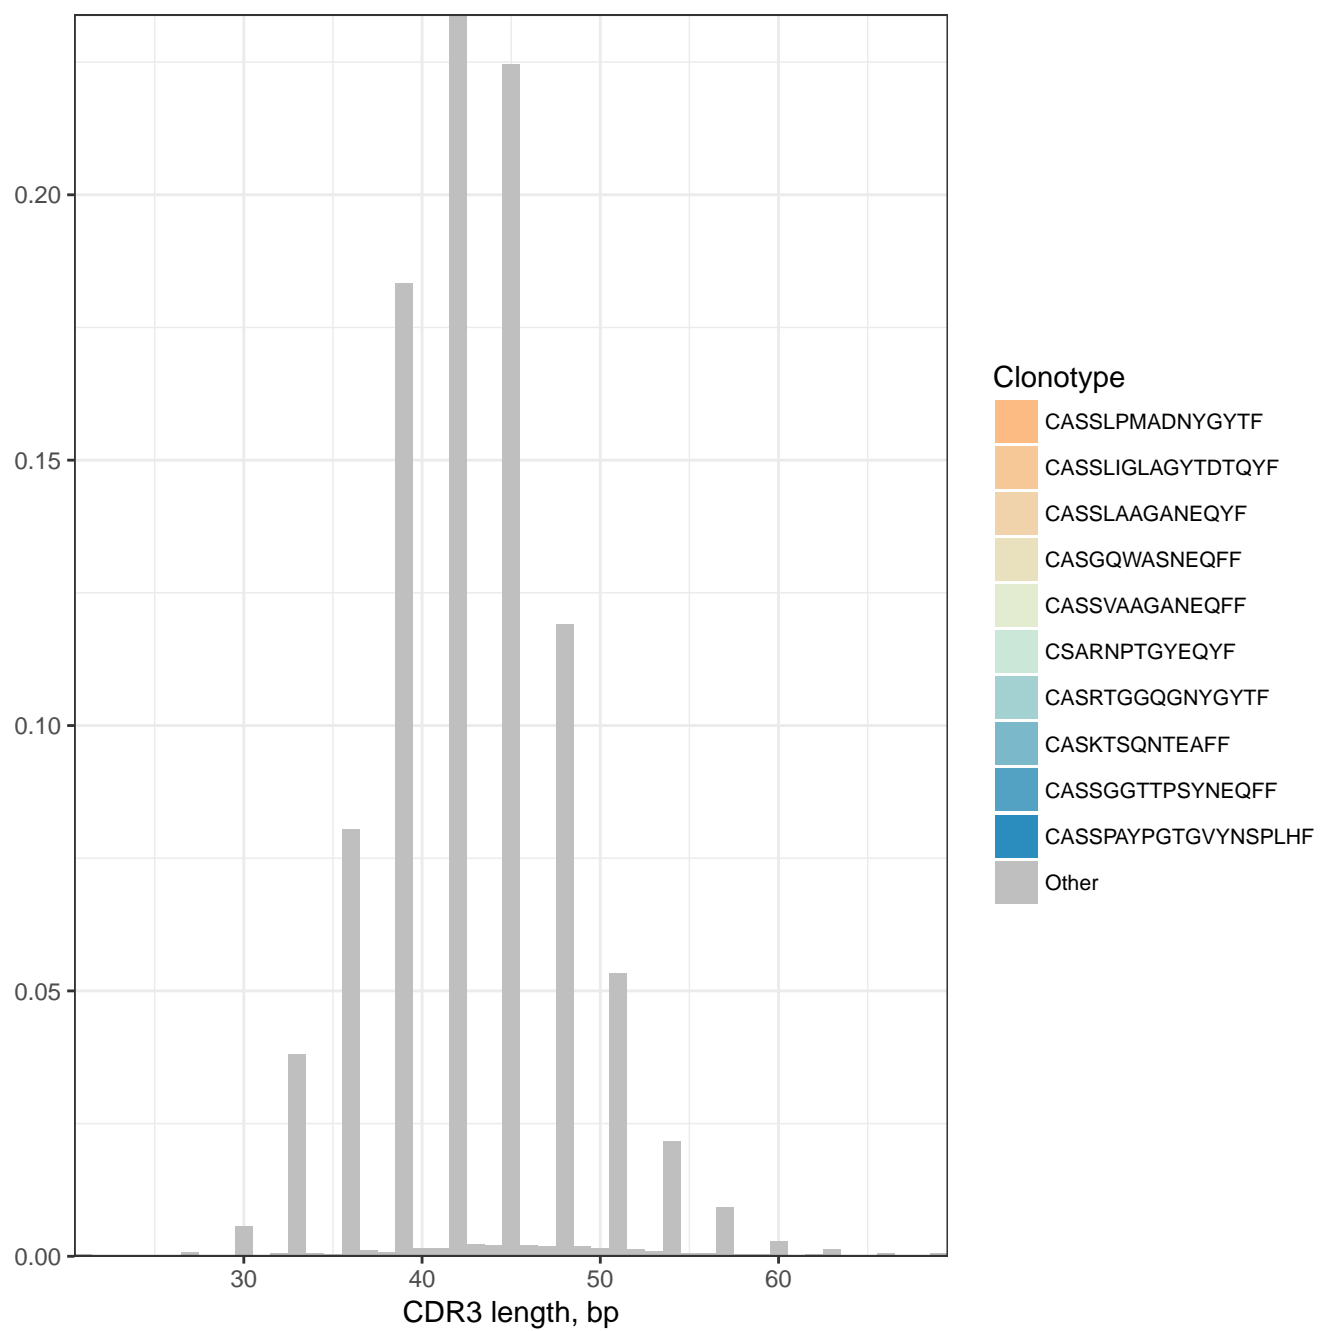 0.20
0.15
0.10
0.05
0.00
30 40 50 60
CDR3 length, bp
Clonotype
CASSLPMADNYGYTF
CASSLIGLAGYTDTQYF
CASSLAAGANEQYF
CASGQWASNEQFF
CASSVAAGANEQFF
CSARNPTGYEQYF
CASRTGGQGNYGYTF
CASKTSQNTEAFF
CASSGGTTPSYNEQFF
CASSPAYPGTGVYNSPLHF
Other